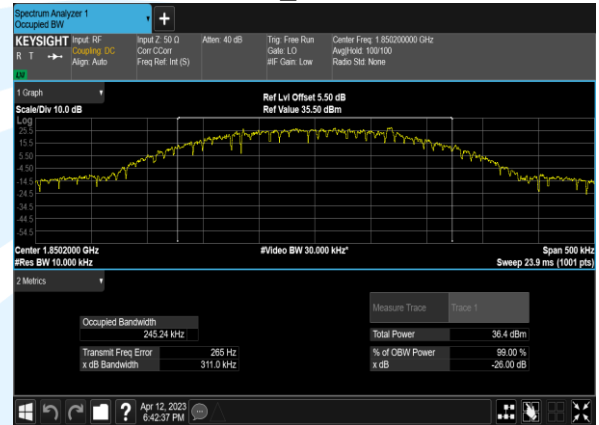 Spectrum Analyzer 1
Occupied BW
KEYSIGHT Input: RF Input Z: 50 Ω Atten: 40 dB Trig: Free Run Center Freq: 1.850200000 GHz
R T Coupling: DC Corr CCorr Gate: LO Avg|Hold: 100/100
Align: Auto Freq Ref: Int (S) #IF Gain: Low Radio Std: None
1 Graph
Ref Lvl Offset 5.50 dB
Scale/Div 10.0 dB Ref Value 35.50 dBm
Log
25.5
15.5
5.50
-4.50
-14.5
-24.5
-34.5
-44.5
-54.5
Center 1.8502000 GHz #Video BW 30.000 kHz* Span 500 kHz
#Res BW 10.000 kHz Sweep 23.9 ms (1001 pts)
2 Metrics
Measure Trace Trace 1
Occupied Bandwidth
245.24 kHz Total Power 36.4 dBm
Transmit Freq Error 265 Hz % of OBW Power 99.00 %
x dB Bandwidth 311.0 kHz x dB -26.00 dB
Apr 12, 2023
6:42:37 PM